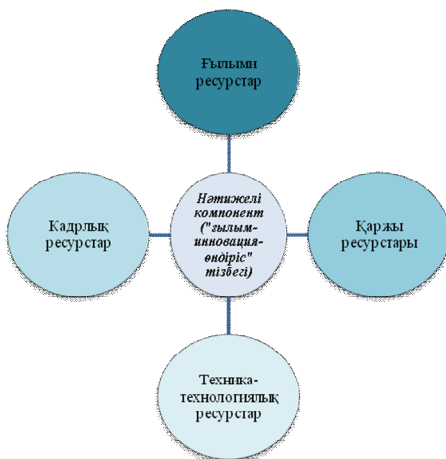 Ғылыми
ресурстар
Кадрлық
ресурстар
Нәтижелі
компонент
("ғылым-
инновация-
өндіріс"
тізбегі)
Қаржы
ресурстары
Техника-
технологиялық
ресурстар